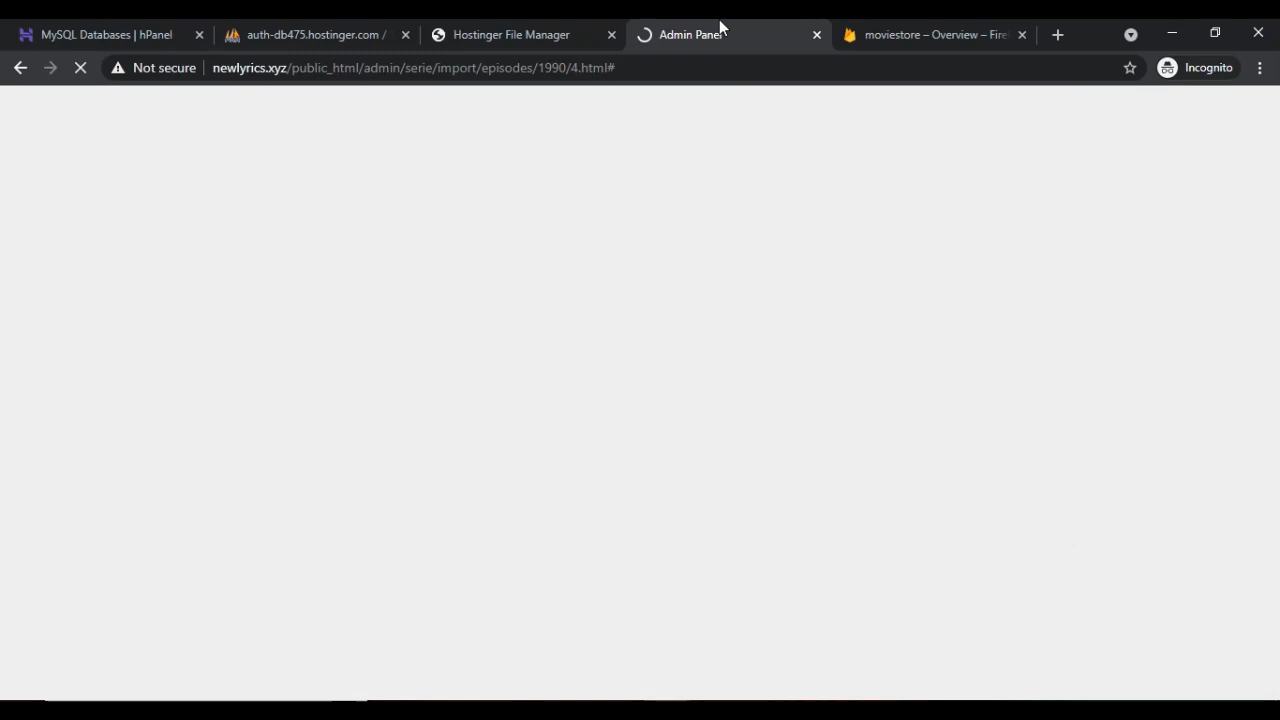 MySQL Databases | hPanel
auth-db475.hostinger.com /
Hostinger File Manager
Admin Panel
moviestore – Overview – Fire
Not secure
newlyrics.xyz/public_html/admin/serie/import/episodes/1990/4.html#
Incognito